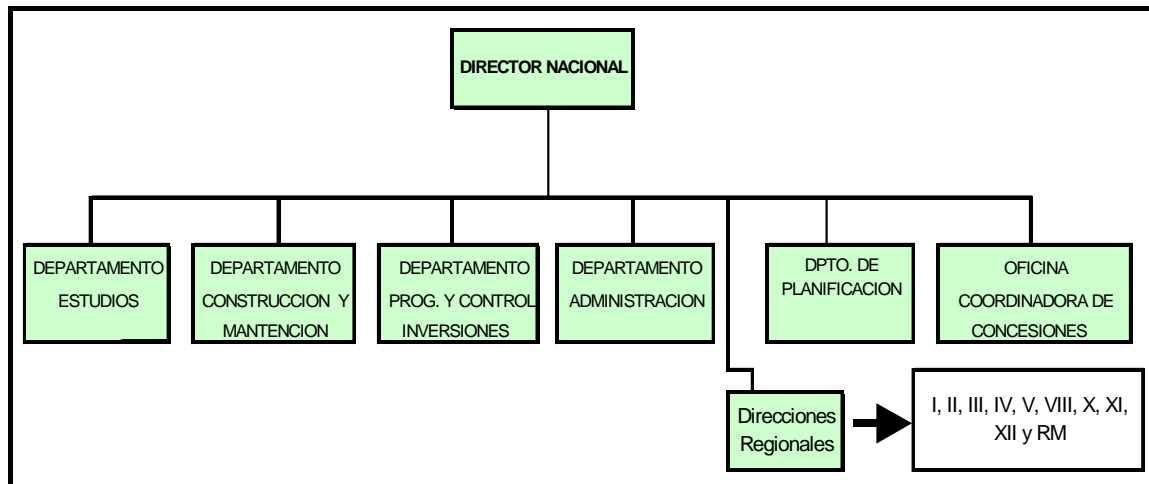 DIRECTOR NACIONAL
DEPARTAMENTO
ESTUDIOS
DEPARTAMENTO
CONSTRUCCION Y
MANTENCION
DEPARTAMENTO
PROG. Y CONTROL
INVERSIONES
DEPARTAMENTO
ADMINISTRACION
DPTO. DE
PLANIFICACION
OFICINA
COORDINADORA DE
CONCESIONES
Direcciones
Regionales
I, II, III, IV, V, VIII, X, XI,
XII y RM